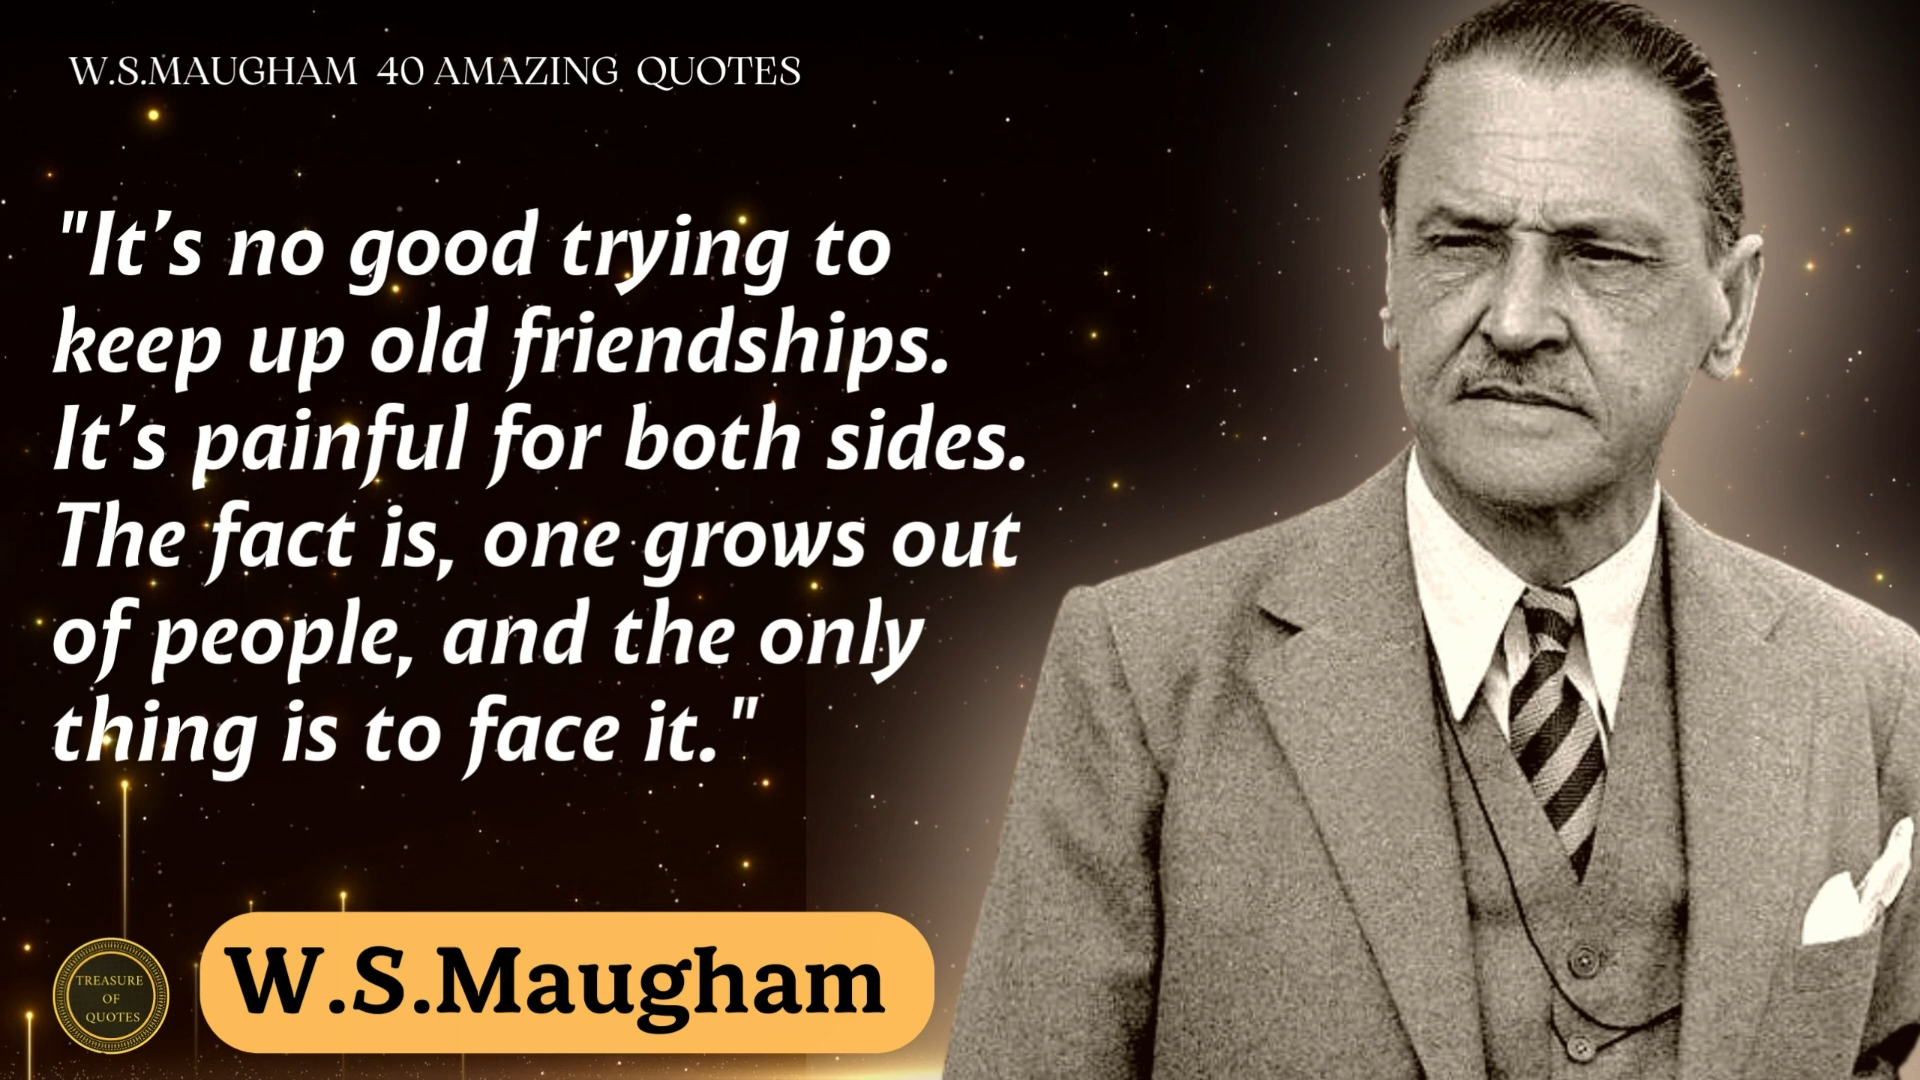 W.S.MAUGHAM 40 AMAZING QUOTES
"It's no good trying to
keep up old friendships.
It's painful for both sides.
The fact is, one grows out
of people, and the only
thing is to face it."
W.S.Maugham
TREASURE
OF
QUOTES